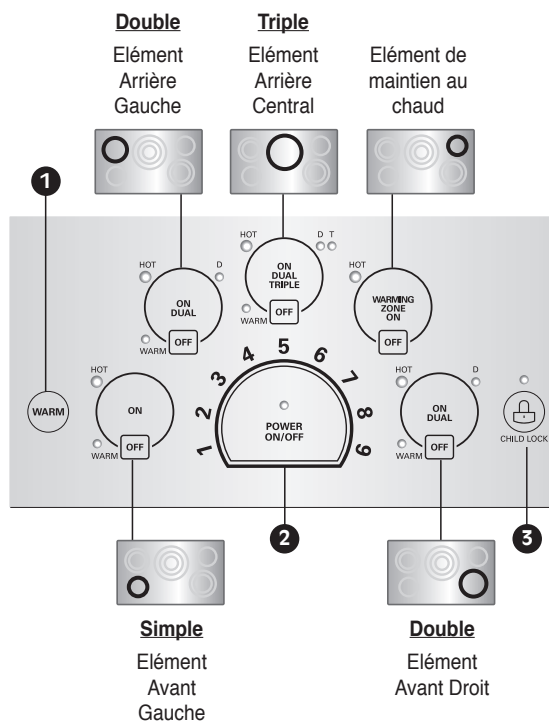 Double
Elément
Arrière
Gauche
Triple
Elément
Arrière
Central
Elément de
maintien au
chaud
1
HOT
D
ON
DUAL
WARM
OFF
HOT
D T
ON
DUAL
TRIPLE
WARM
OFF
HOT
WARMING
ZONE
ON
OFF
WARM
HOT
ON
WARM
OFF
1 2 3 4 5 6 7 8 9
POWER
ON/OFF
HOT
D
ON
DUAL
WARM
OFF
CHILD LOCK
2
3
Simple
Elément
Avant
Gauche
Double
Elément
Avant Droit